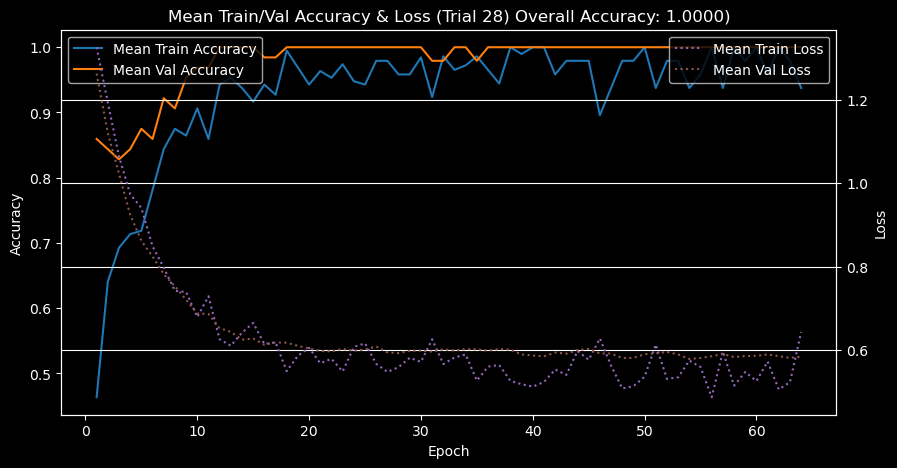 Mean Train/Val Accuracy & Loss (Trial 28) Overall Accuracy: 1.0000)
Mean Train Accuracy
Mean Val Accuracy
Mean Train Loss
Mean Val Loss
1.0
0.9
0.8
0.7
0.6
0.5
Accuracy
1.2
1.0
0.8
0.6
Loss
0 10 20 30 40 50 60
Epoch